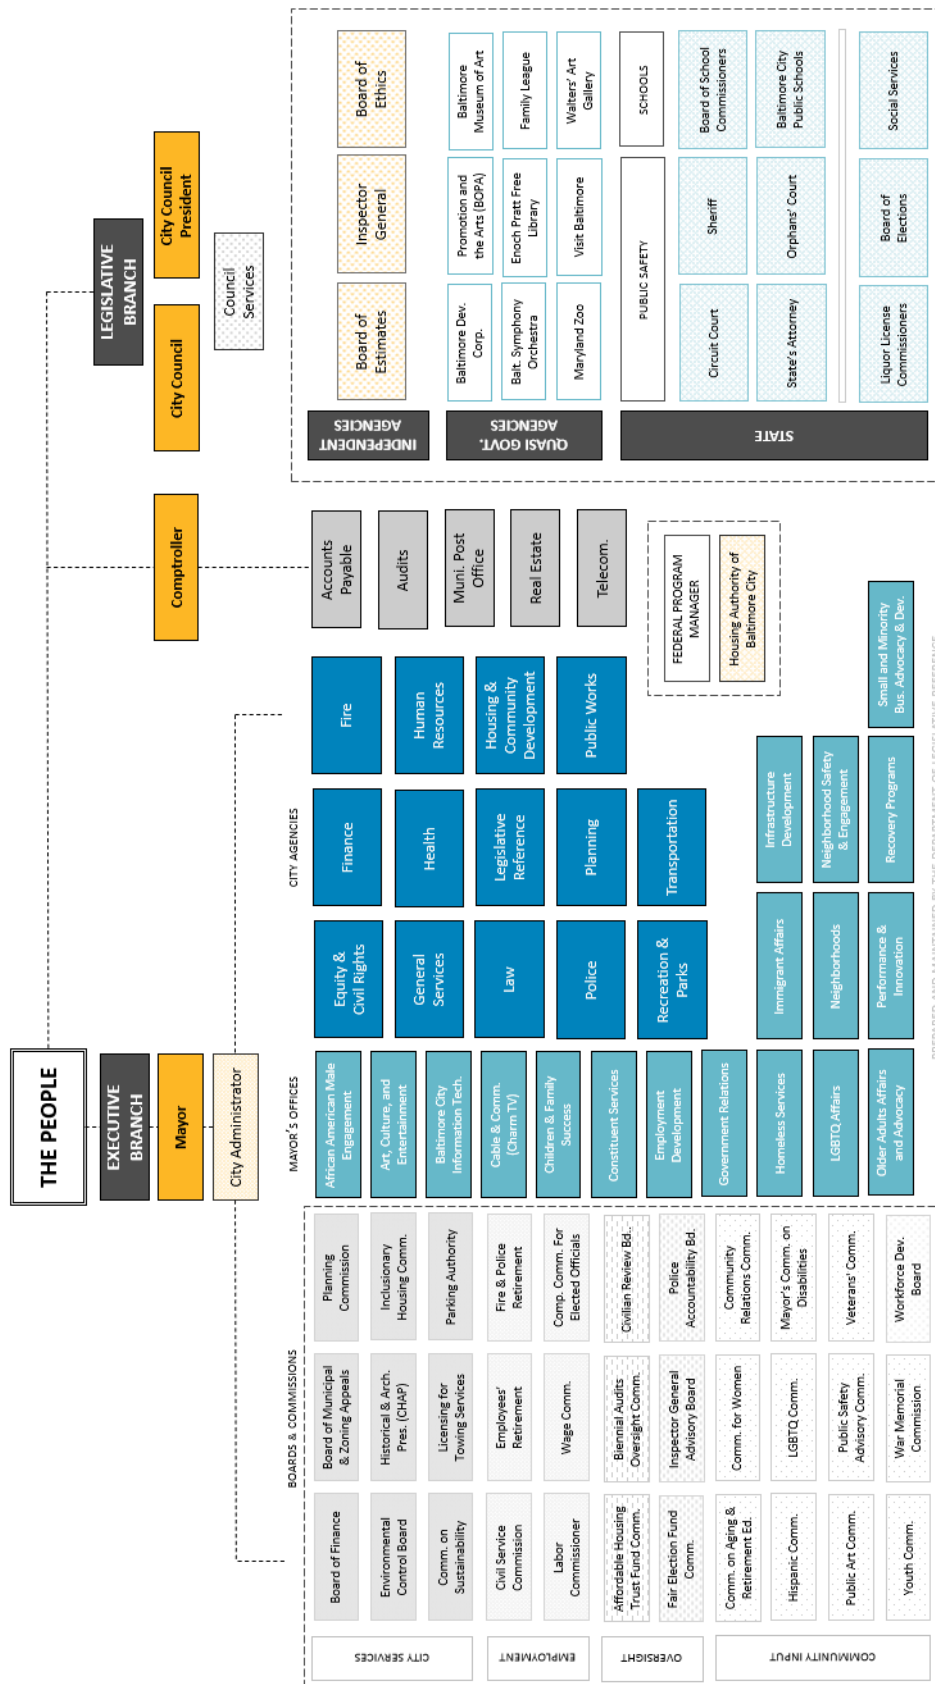 THE PEOPLE
EXECUTIVE
BRANCH
LEGISLATIVE
BRANCH
Mayor
Comptroller
City Council
City Council
President
City Administrator
Council
Services
BOARDS & COMMISSIONS
MAYOR'S OFFICES
CITY AGENCIES
CITY SERVICES
Board of Finance
Board of Municipal
& Zoning Appeals
Planning
Commission
Environmental
Control Board
Historical & Arch.
Pres. (CHAP)
Inclusionary
Housing Comm.
Comm. on
Sustainability
Licensing for
Towing Services
Parking Authority
EMPLOYMENT
Civil Service
Commission
Employees'
Retirement
Fire & Police
Retirement
Labor
Commissioner
Wage Comm.
Comp. Comm. For
Elected Officials
OVERSIGHT
Affordable Housing
Trust Fund Comm.
Biennial Audits
Oversight Comm.
Civilian Review Bd..
Fair Election Fund
Comm.
Inspector General
Advisory Board
Police
Accountability Bd.
COMMUNITY INPUT
Comm. on Aging &
Retirement Ed.
Comm. for Women
Community
Relations Comm.
Hispanic Comm.
LGBTQ Comm.
Mayor's Comm. on
Disabilities
Public Art Comm.
Public Safety
Advisory Comm.
Veterans' Comm.
Youth Comm.
War Memorial
Commission
Workforce Dev.
Board
African American Male
Engagement
Art, Culture, and
Entertainment
Baltimore City
Information Tech.
Cable & Comm.
(Charm TV)
Children & Family
Success
Constituent Services
Employment
Development
Government Relations
Homeless Services
Immigrant Affairs
Infrastructure
Development
LGBTQ Affairs
Neighborhoods
Neighborhood Safety
& Engagement
Older Adults Affairs
and Advocacy
Performance &
Innovation
Recovery Programs
Small and Minority
Bus. Advocacy & Dev.
Equity &
Civil Rights
Finance
Fire
General
Services
Health
Human
Resources
Law
Legislative
Reference
Housing &
Community
Development
Police
Planning
Public Works
Recreation &
Parks
Transportation
Accounts
Payable
Audits
Muni. Post
Office
Real Estate
Telecom.
FEDERAL PROGRAM
MANAGER
Housing Authority of
Baltimore City
INDEPENDENT
AGENCIES
Board of
Estimates
Inspector
General
Board of
Ethics
QUASI GOVT.
AGENCIES
Baltimore Dev.
Corp.
Promotion and
the Arts (BOPA)
Baltimore
Museum of Art
Balt. Symphony
Orchestra
Enoch Pratt Free
Library
Family League
Maryland Zoo
Visit Baltimore
Walters' Art
Gallery
STATE
PUBLIC SAFETY
SCHOOLS
Circuit Court
Sheriff
Board of School
Commissioners
State's Attorney
Orphans' Court
Baltimore City
Public Schools
Liquor License
Commissioners
Board of
Elections
Social Services
PREPARED AND MAINTAINED BY THE DEPARTMENT OF LEGISLATIVE REFERENCE